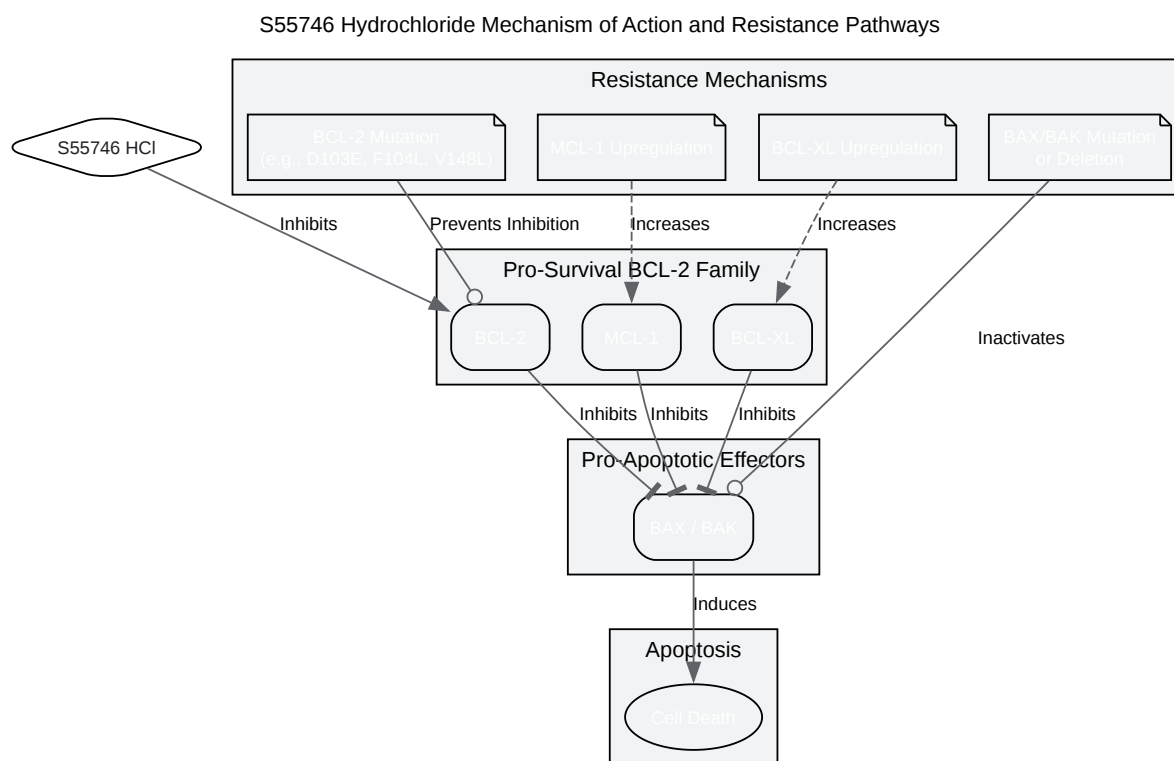 S55746 Hydrochloride Mechanism of Action and Resistance Pathways
Resistance Mechanisms
S55746 HCl
BCL-2 Mutation
(e.g., D103E, F104L, V148L)
MCL-1 Upregulation
BCL-XL Upregulation
BAX/BAK Mutation
or Deletion
Inhibits
Prevents Inhibition
Increases
Increases
Pro-Survival BCL-2 Family
BCL-2
MCL-1
BCL-XL
Inactivates
Inhibits
Inhibits
Inhibits
Pro-Apoptotic Effectors
BAX / BAK
Induces
Apoptosis
Cell Death